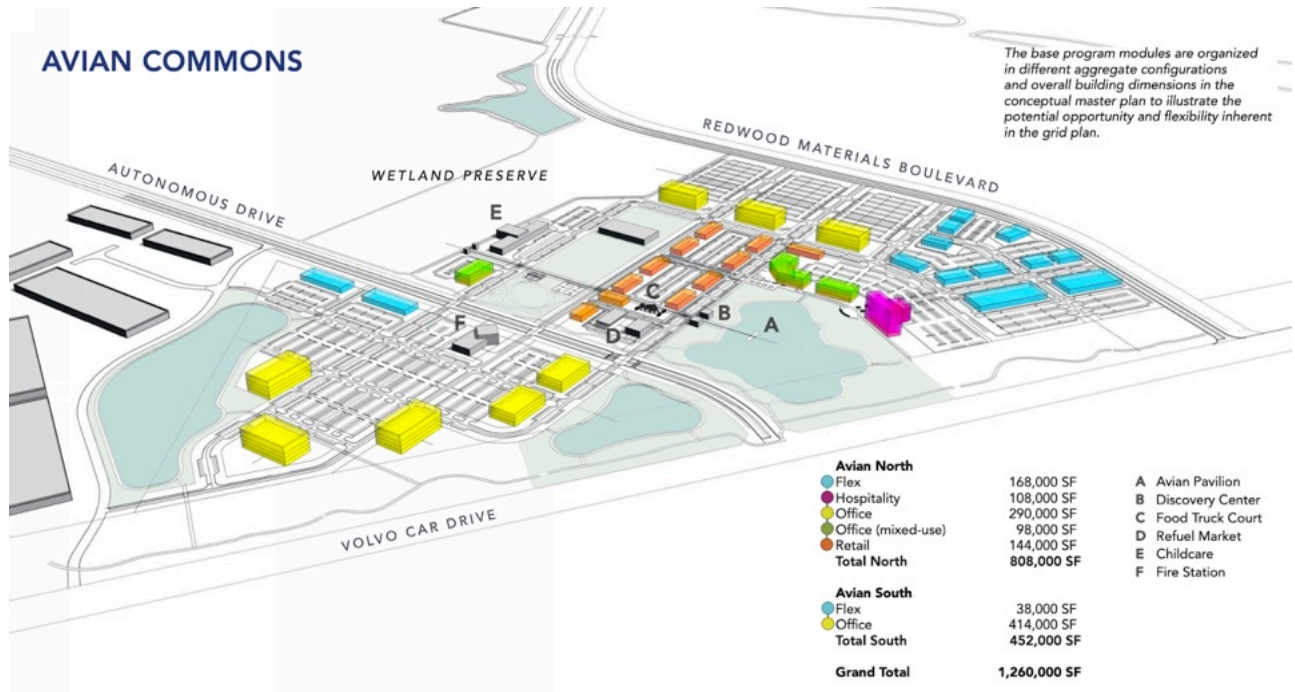 AVIAN COMMONS
The base program modules are organized
in different aggregate configurations
and overall building dimensions in the
conceptual master plan to illustrate the
potential opportunity and flexibility inherent
in the grid plan.
REDWOOD MATERIALS BOULEVARD
AUTONOMOUS DRIVE
WETLAND PRESERVE
E
C
B
A
F
D
VOLVO CAR DRIVE
Avian North
Flex 168,000 SF
Hospitality 108,000 SF
Office 290,000 SF
Office (mixed-use) 98,000 SF
Retail 144,000 SF
Total North 808,000 SF
Avian South
Flex 38,000 SF
Office 414,000 SF
Total South 452,000 SF
Grand Total 1,260,000 SF
A Avian Pavilion
B Discovery Center
C Food Truck Court
D Refuel Market
E Childcare
F Fire Station